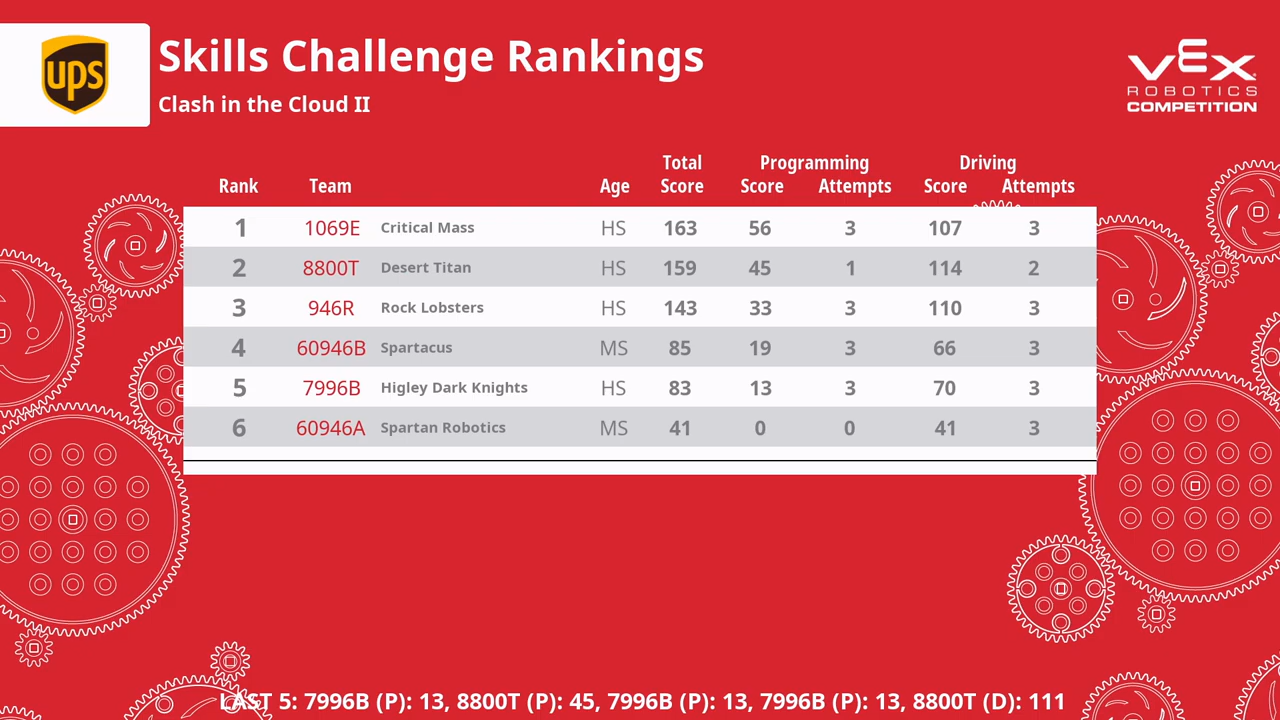 ups
Skills Challenge Rankings
Clash in the Cloud II
VEX
ROBOTICS
COMPETITION
Total Programming Driving
Rank Team Age Score Score Attempts Score Attempts
1 1069E Critical Mass HS 163 56 3 107 3
2 8800T Desert Titan HS 159 45 1 114 2
3 946R Rock Lobsters HS 143 33 3 110 3
4 60946B Spartacus MS 85 19 3 66 3
5 7996B Higley Dark Knights HS 83 13 3 70 3
6 60946A Spartan Robotics MS 41 0 0 41 3
LAST 5: 7996B (P): 13, 8800T (P): 45, 7996B (P): 13, 7996B (P): 13, 8800T (D): 111